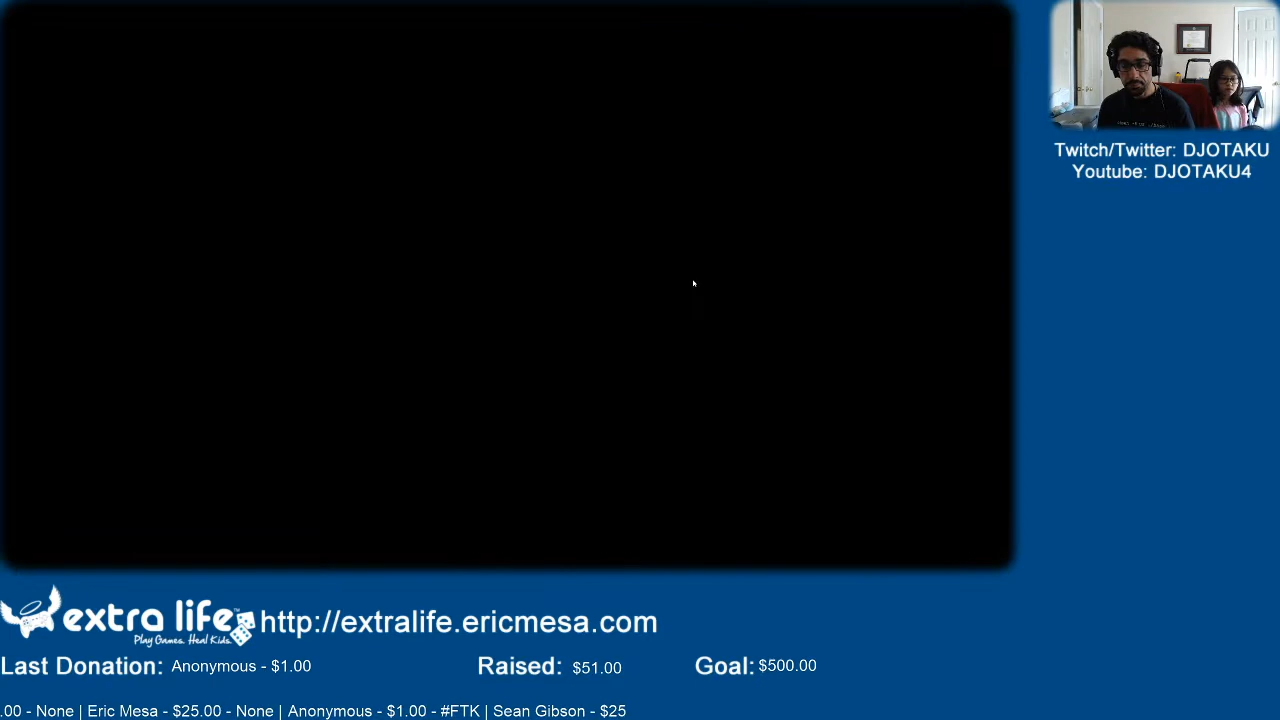 Twitch/Twitter: DJOTAKU
Youtube: DJOTAKU4
extra life
Play Games. Heal Kids.
http://extralife.ericmesa.com
Last Donation: Anonymous - $1.00
Raised: $51.00
Goal: $500.00
.00 - None | Eric Mesa - $25.00 - None | Anonymous - $1.00 - #FTK | Sean Gibson - $25